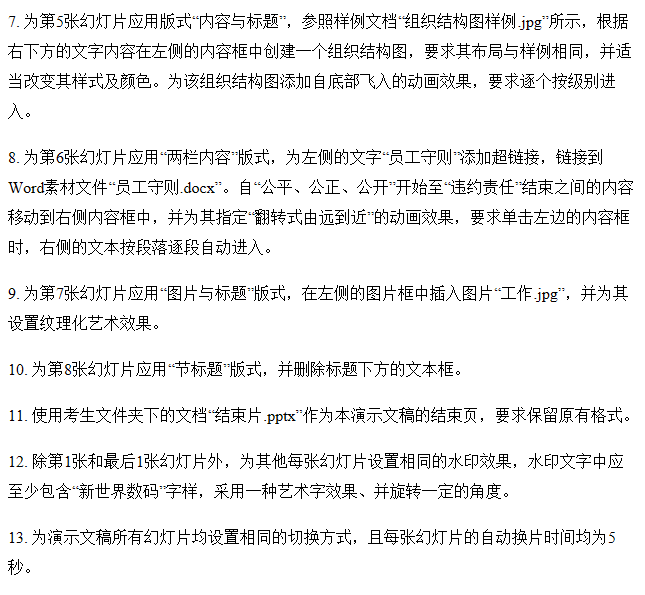 7. 为第5张幻灯片应用版式“内容与标题”，参照样例文档“组织结构图样例.jpg”所示，根据
右下方的文字内容在左侧的内容框中创建一个组织结构图，要求其布局与样例相同，并适
当改变其样式及颜色。为该组织结构图添加自底部飞入的动画效果，要求逐个按级别进
入。
8. 为第6张幻灯片应用“两栏内容”版式，为左侧的文字“员工守则”添加超链接，链接到
Word素材文件“员工守则.docx”。自“公平、公正、公开”开始至“违约责任”结束之间的内容
移动到右侧内容框中，并为其指定“翻转式由远到近”的动画效果，要求单击左边的内容框
时，右侧的文本按段落逐段自动进入。
9. 为第7张幻灯片应用“图片与标题”版式，在左侧的图片框中插入图片“工作.jpg”，并为其
设置纹理化艺术效果。
10. 为第8张幻灯片应用“节标题”版式，并删除标题下方的文本框。
11. 使用考生文件夹下的文档“结束片.pptx”作为本演示文稿的结束页，要求保留原有格式。
12. 除第1张和最后1张幻灯片外，为其他每张幻灯片设置相同的水印效果，水印文字中应
至少包含“新世界数码”字样，采用一种艺术字效果、并旋转一定的角度。
13. 为演示文稿所有幻灯片均设置相同的切换方式，且每张幻灯片的自动换片时间均为5
秒。